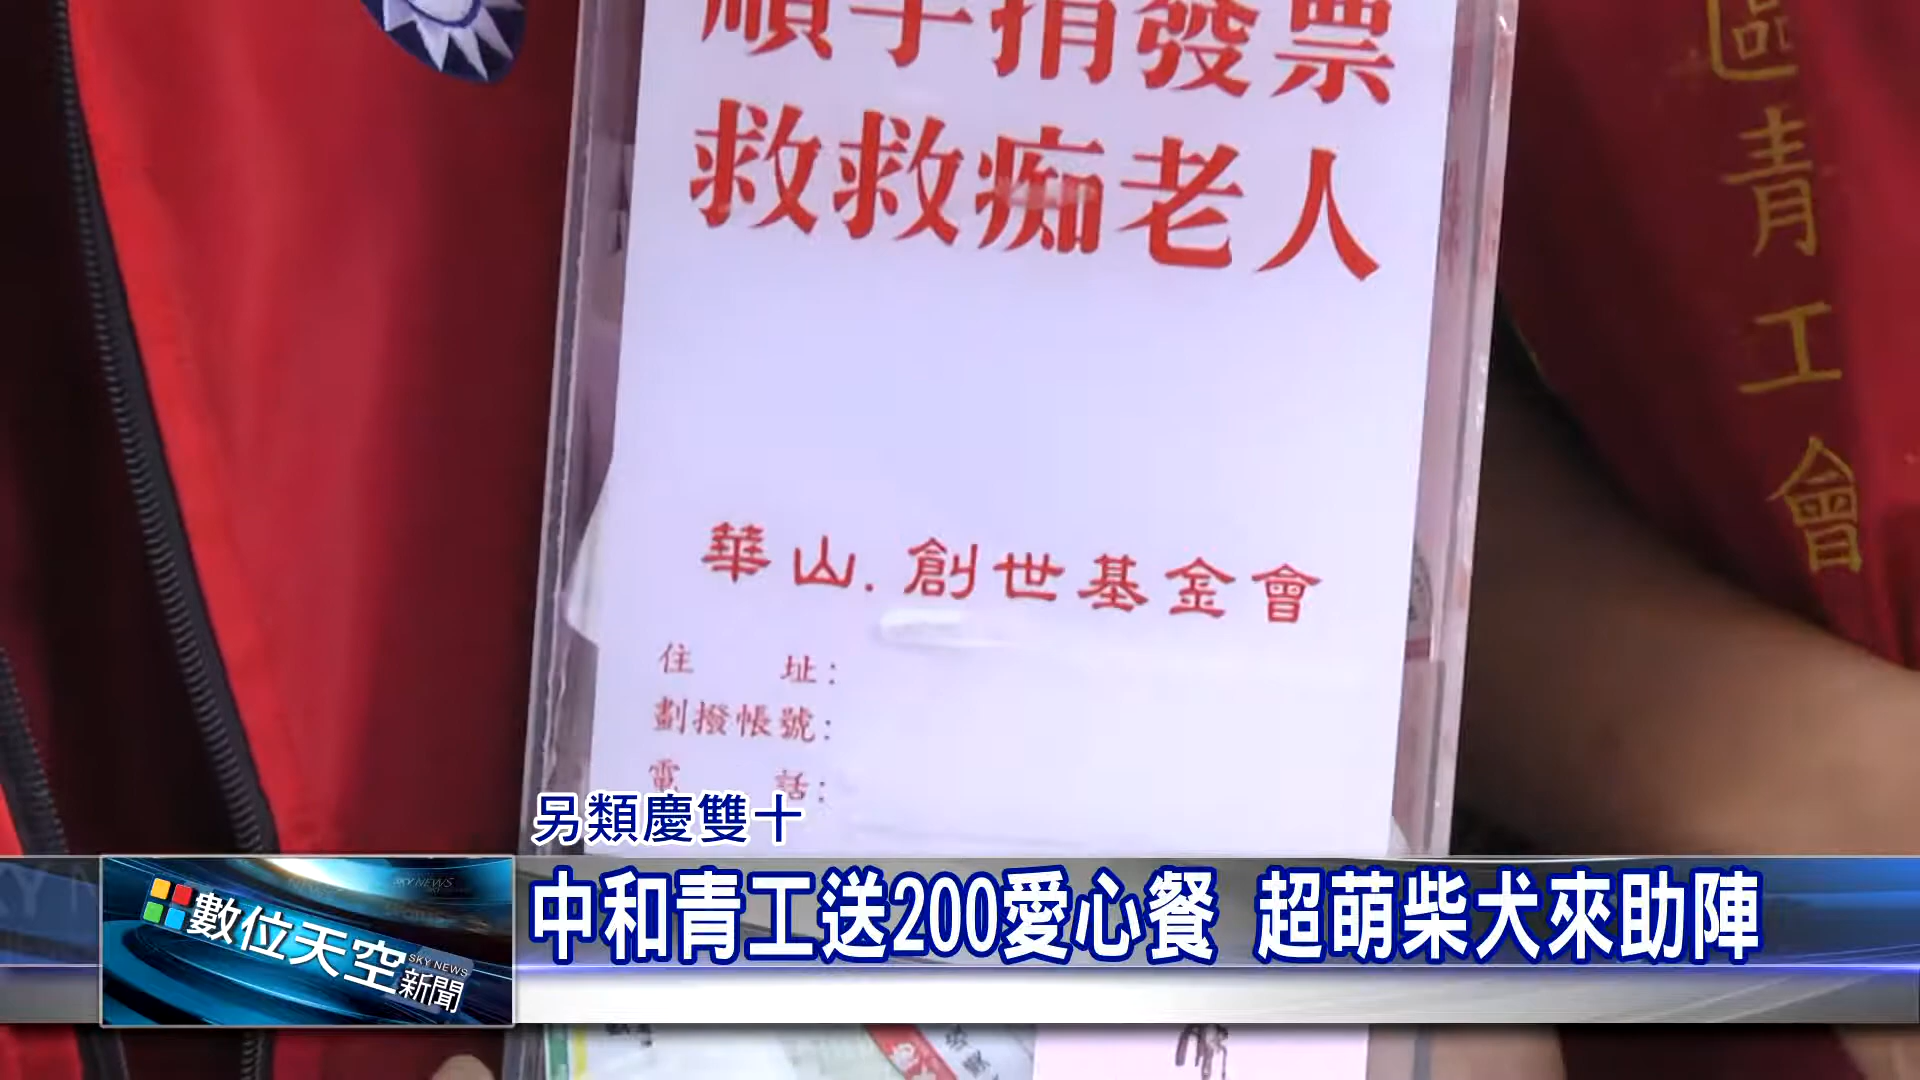 順手捐發票
救救痴老人
華山.創世基金會
住址:
劃撥帳號:
電話:
區青工會
另類慶雙十
中和青工送200愛心餐 超萌柴犬來助陣
數位天空
SKY NEWS
新聞